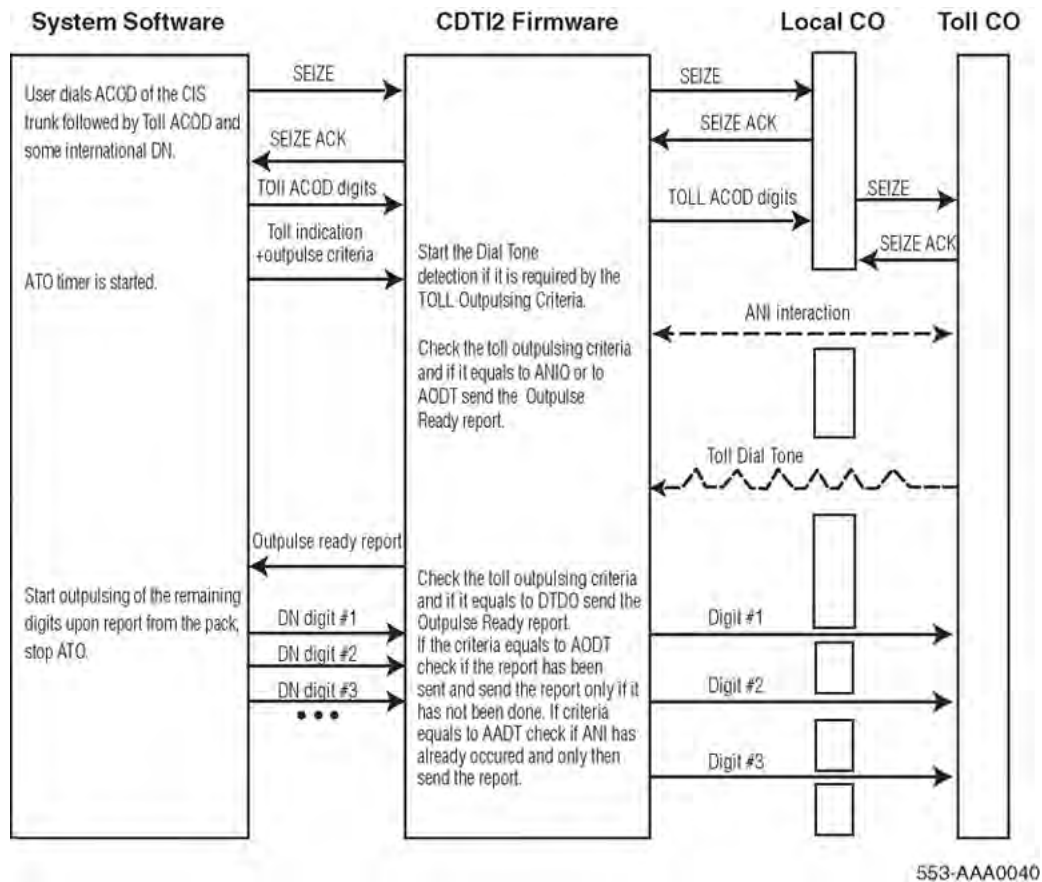 System Software
CDTI2 Firmware
Local CO
Toll CO
User dials ACOD of the CIS
trunk followed by Toll ACOD and
some international DN.
SEIZE
SEIZE
SEIZE ACK
SEIZE ACK
TOll ACOD digits
TOLL ACOD digits
SEIZE
Toll indication
+outpulse criteria
SEIZE ACK
ATO timer is started.
Start the Dial Tone
detection if it is required by the
TOLL Outpulsing Criteria.
ANI interaction
Check the toll outpulsing criteria
and if it equals to ANIO or to
AODT send the Outpulse
Ready report.
Toll Dial Tone
Outpulse ready report
Start outpulsing of the remaining
digits upon report from the pack,
stop ATO.
DN digit #1
DN digit #2
DN digit #3
Check the toll outpulsing criteria
and if it equals to DTDO send the
Outpulse Ready report.
If the criteria equals to AODT
check if the report has been
sent and send the report only if it
has not been done. If criteria
equals to AADT check if ANI has
already occured and only then
send the report.
Digit #1
Digit #2
Digit #3
553-AAA0040